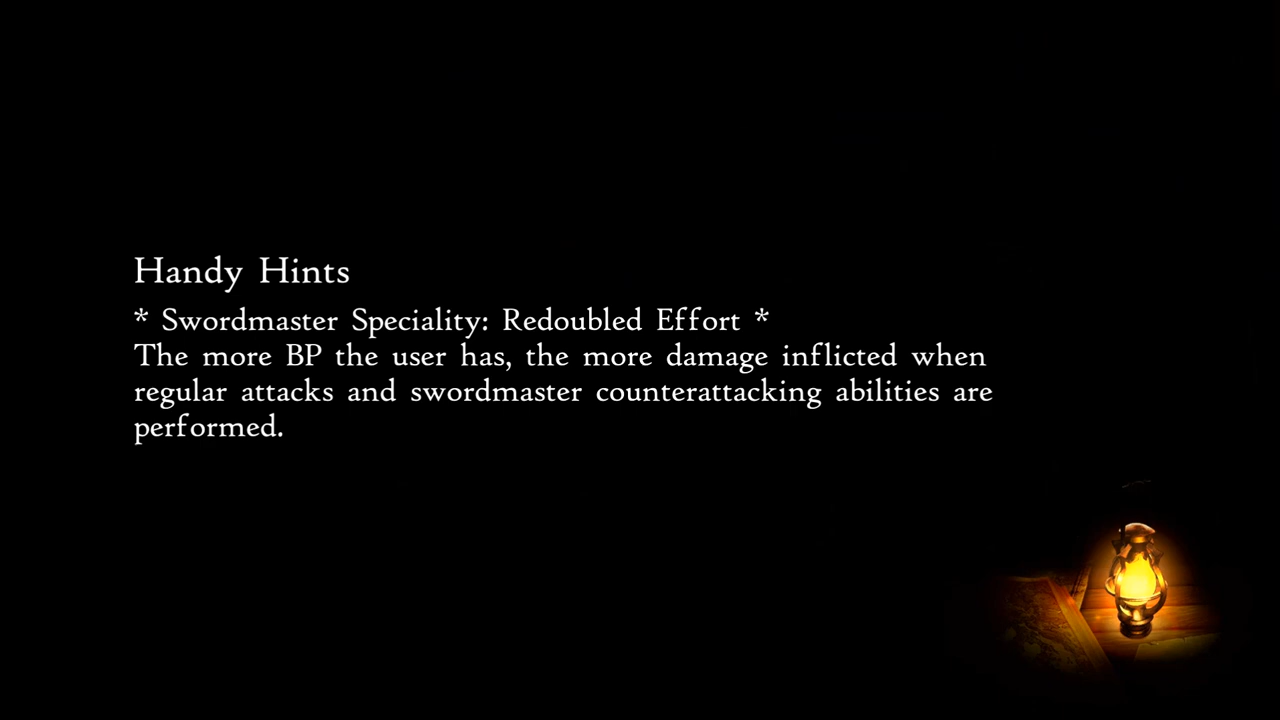 Handy Hints
* Swordmaster Speciality: Redoubled Effort *
The more BP the user has, the more damage inflicted when
regular attacks and swordmaster counterattacking abilities are
performed.